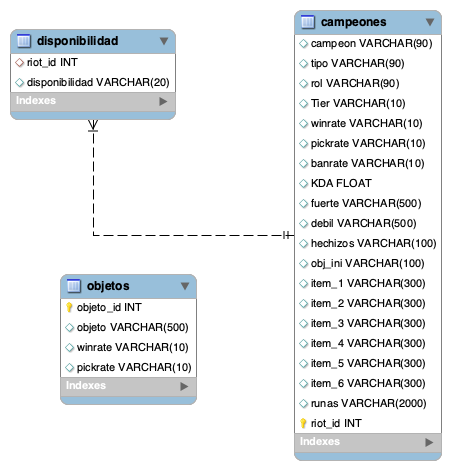 disponibilidad
riot_id INT
disponibilidad VARCHAR(20)
Indexes
objetos
objeto_id INT
objeto VARCHAR(500)
winrate VARCHAR(10)
pickrate VARCHAR(10)
Indexes
campeones
campeon VARCHAR(90)
tipo VARCHAR(90)
rol VARCHAR(90)
Tier VARCHAR(10)
winrate VARCHAR(10)
pickrate VARCHAR(10)
banrate VARCHAR(10)
KDA FLOAT
fuerte VARCHAR(500)
debil VARCHAR(500)
hechizos VARCHAR(100)
obj_ini VARCHAR(100)
item_1 VARCHAR(300)
item_2 VARCHAR(300)
item_3 VARCHAR(300)
item_4 VARCHAR(300)
item_5 VARCHAR(300)
item_6 VARCHAR(300)
runas VARCHAR(2000)
riot_id INT
Indexes